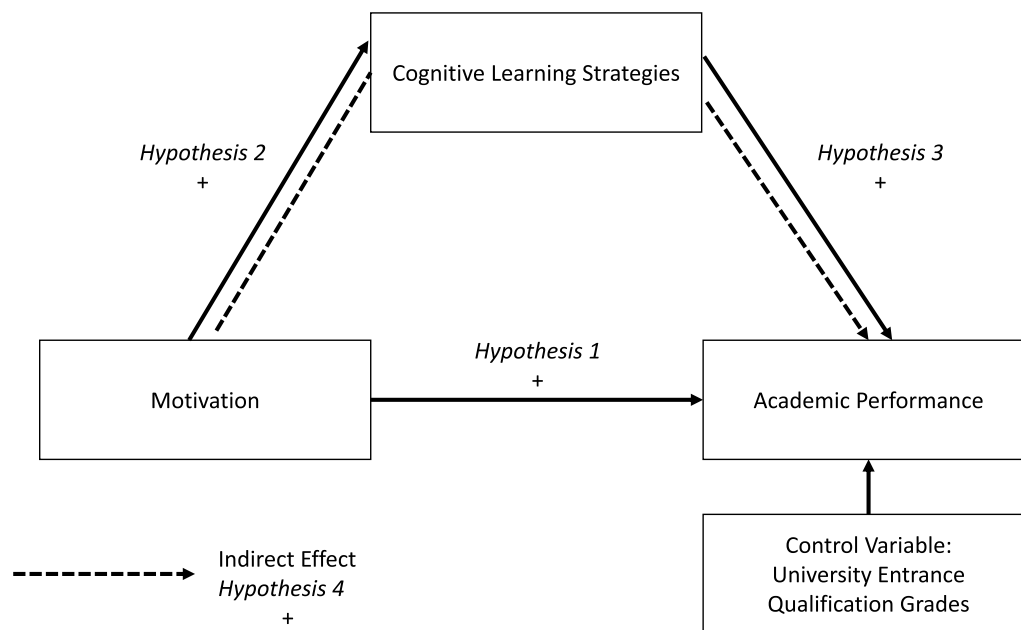 Cognitive Learning Strategies
Hypothesis 2
+
Hypothesis 3
+
Hypothesis 1
+
Motivation
Academic Performance
Indirect Effect
Hypothesis 4
+
Control Variable:
University Entrance
Qualification Grades